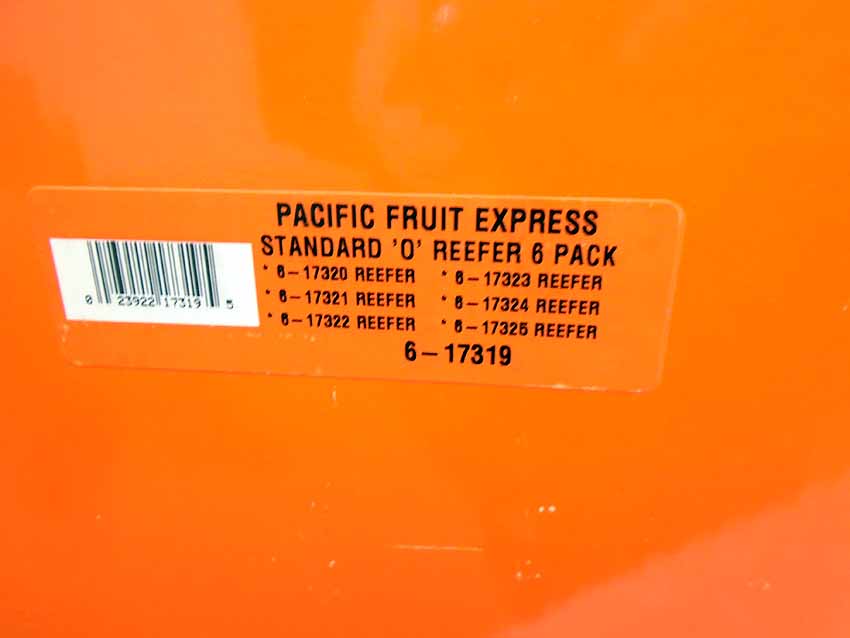 PACIFIC FRUIT EXPRESS
STANDARD 'O' REEFER 6 PACK
* 6-17320 REEFER * 6-17323 REEFER
* 6-17321 REEFER * 6-17324 REEFER
* 6-17322 REEFER * 6-17325 REEFER
6-17319
0 23922 17319 5